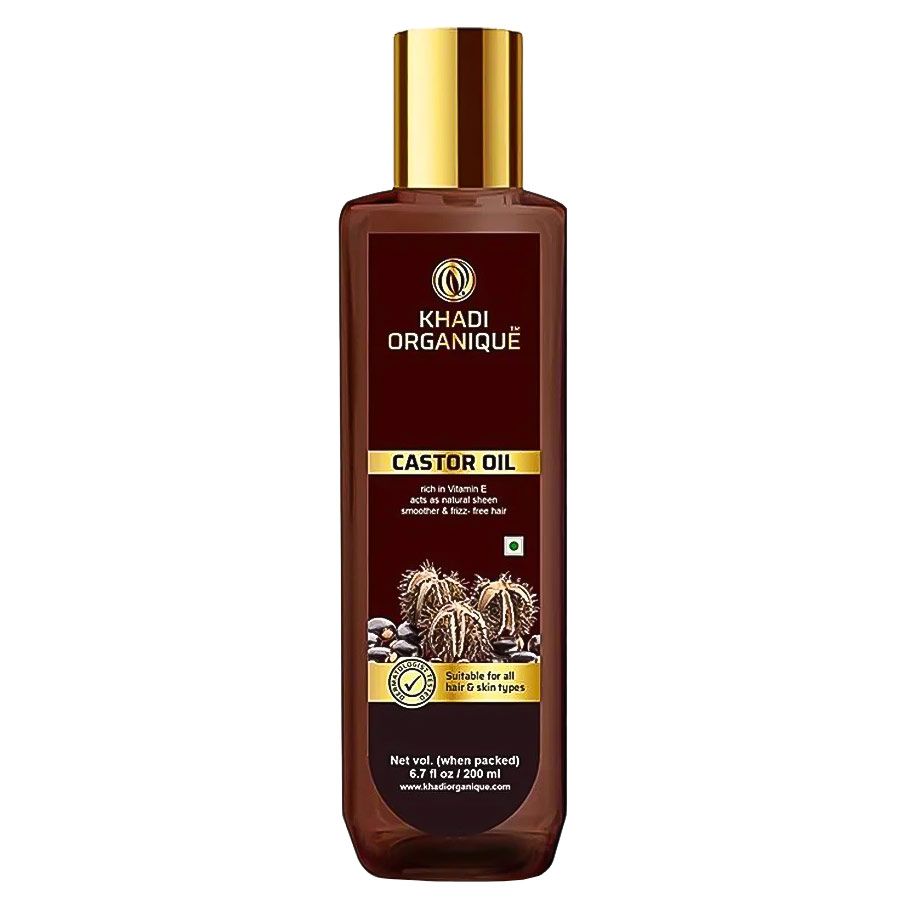 KHADI
ORGANIQUE™
CASTOR OIL
rich in Vitamin E
acts as natural sheen
smoother & frizz- free hair
DERMATOLOGIST TESTED
Suitable for all
hair & skin types
Net vol. (when packed)
6.7 fl oz / 200 ml
www.khadiorganique.com